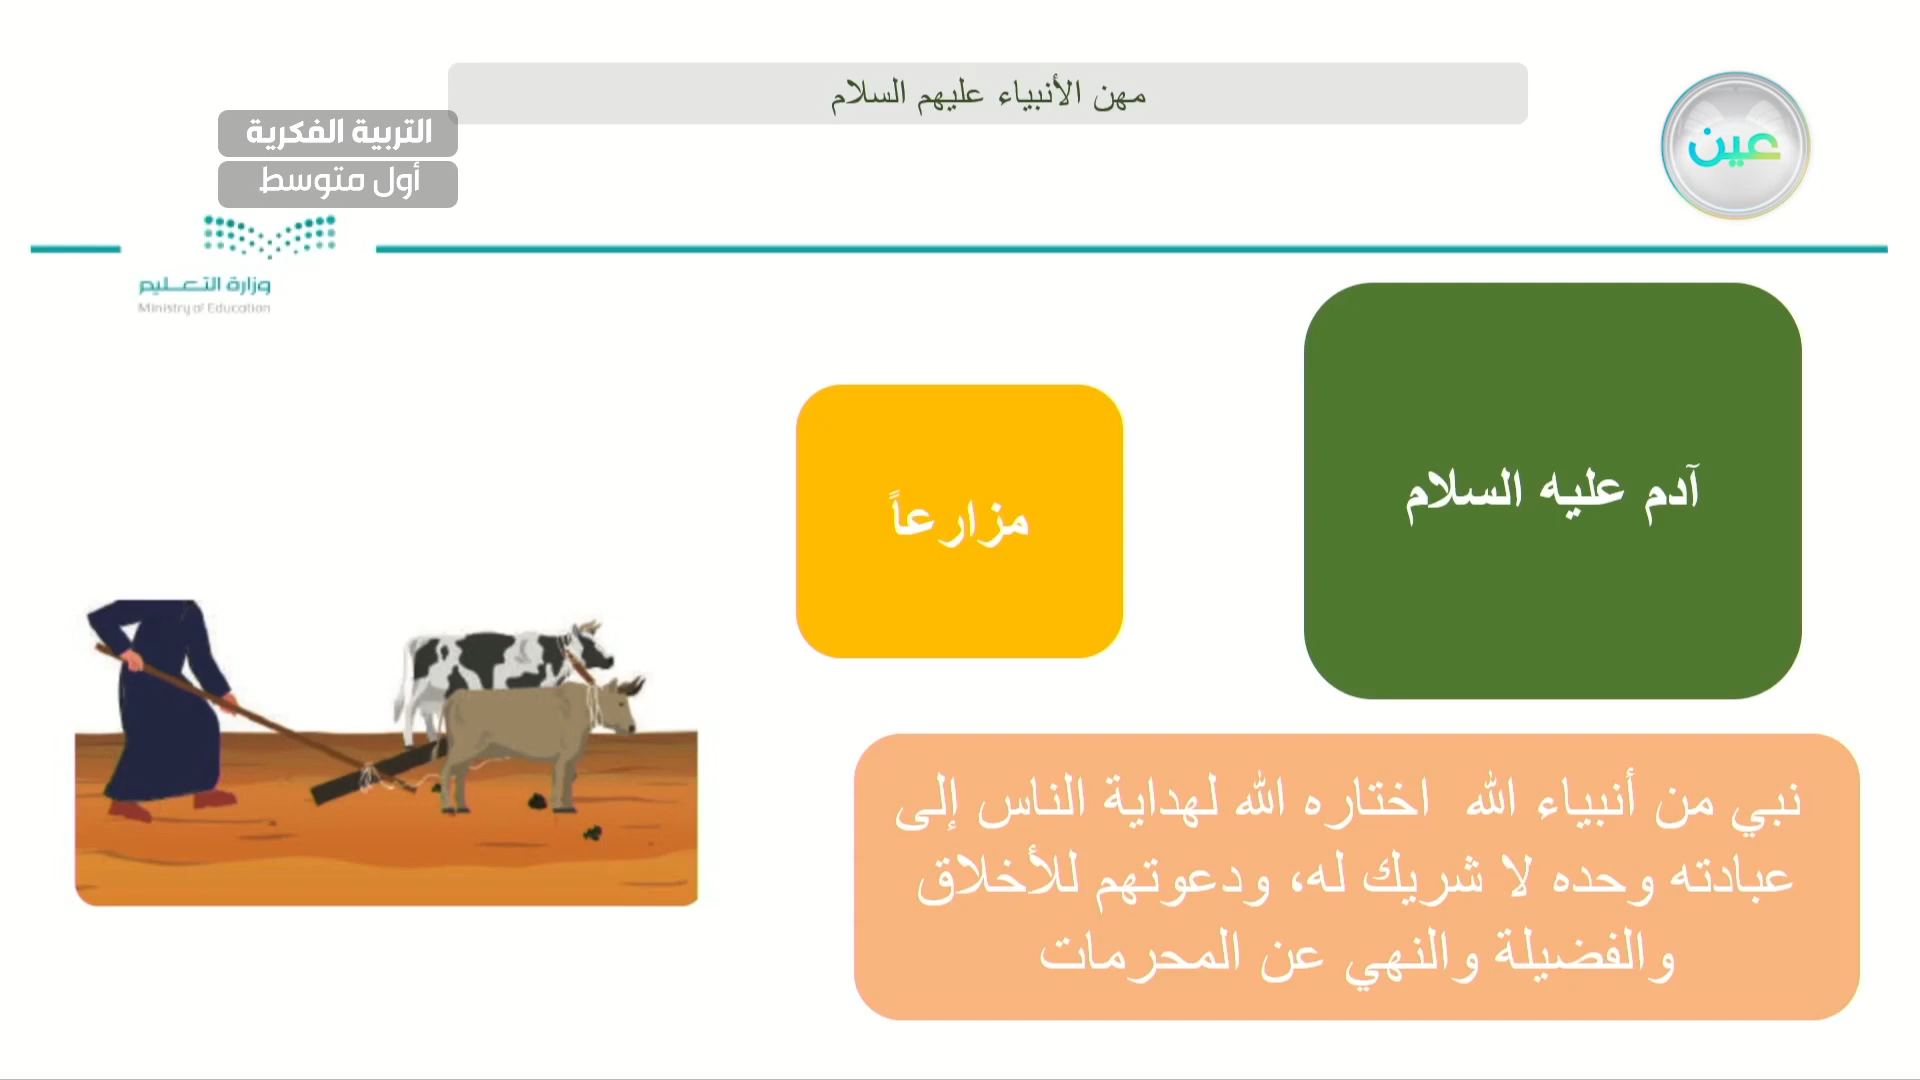 مهن الأنبياء عليهم السلام
عين
التربية الفكرية
أول متوسط
وزارة التعليم
Ministry of Education
آدم عليه السلام
مزارعاً
نبي من أنبياء الله اختاره الله لهداية الناس إلى
عبادته وحده لا شريك له، ودعوتهم للأخلاق
والفضيلة والنهي عن المحرمات